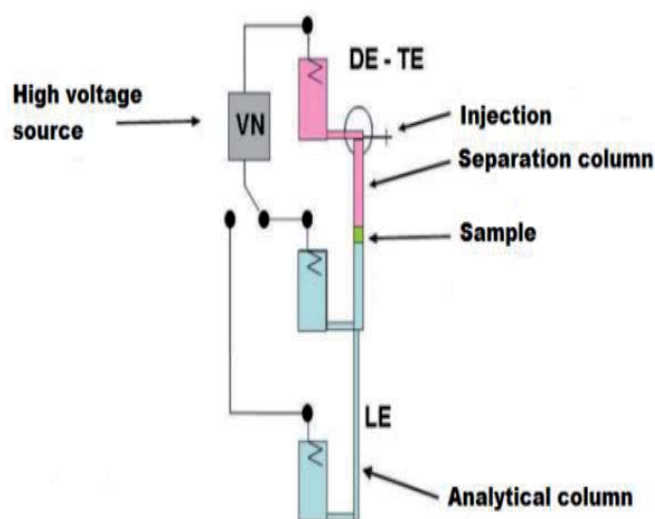 DE - TE
High voltage
source
VN
Injection
Separation column
Sample
LE
Analytical column